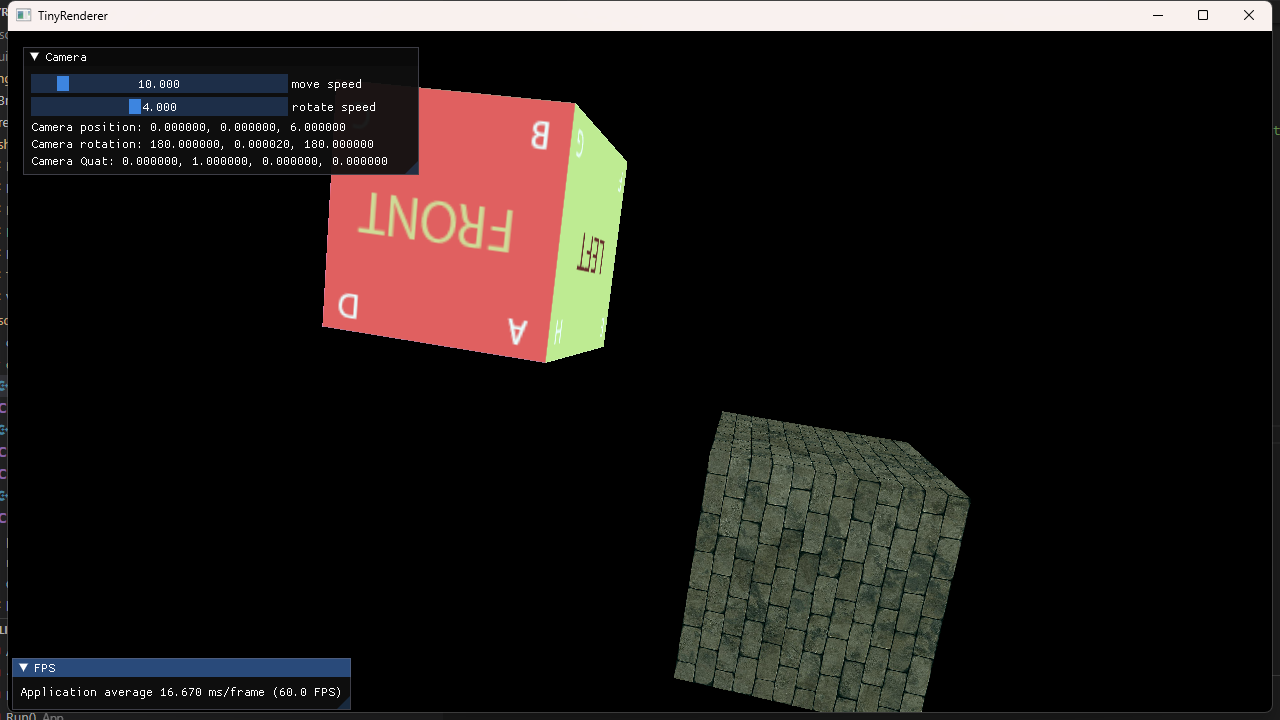 TinyRenderer
Camera
10.000 move speed
4.000 rotate speed
Camera position: 0.000000, 0.000000, 6.000000
Camera rotation: 180.000000, 0.000020, 180.000000
Camera Quat: 0.000000, 1.000000, 0.000000, 0.000000
B
G
FRONT
LEFT
D
A
H
FPS
Application average 16.670 ms/frame (60.0 FPS)